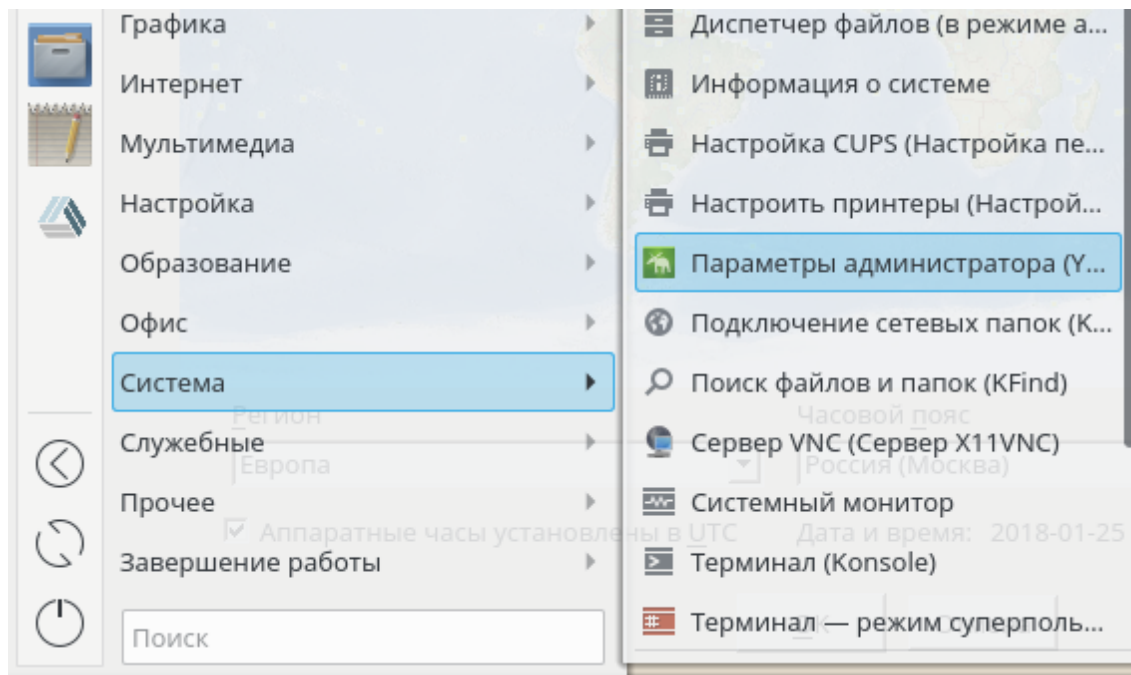 Графика
Интернет
Мультимедиа
Настройка
Образование
Офис
Система
Служебные
Прочее
Завершение работы
Поиск
Диспетчер файлов (в режиме а...
Информация о системе
Настройка CUPS (Настройка пе...
Настроить принтеры (Настрой...
Параметры администратора (Y...
Подключение сетевых папок (K...
Поиск файлов и папок (KFind)
Сервер VNC (Сервер X11VNC)
Системный монитор
Терминал (Konsole)
Терминал — режим суперполь...
Регион
Часовой пояс
Европа
Россия (Москва)
Аппаратные часы установлены в UTC
Дата и время: 2018-01-25